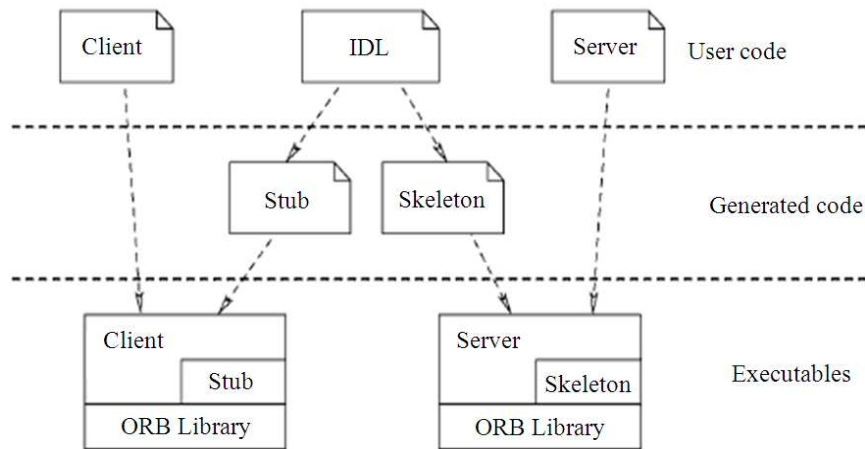 Client
IDL
Server
User code
Stub
Skeleton
Generated code
Client
Stub
ORB Library
Server
Skeleton
ORB Library
Executables